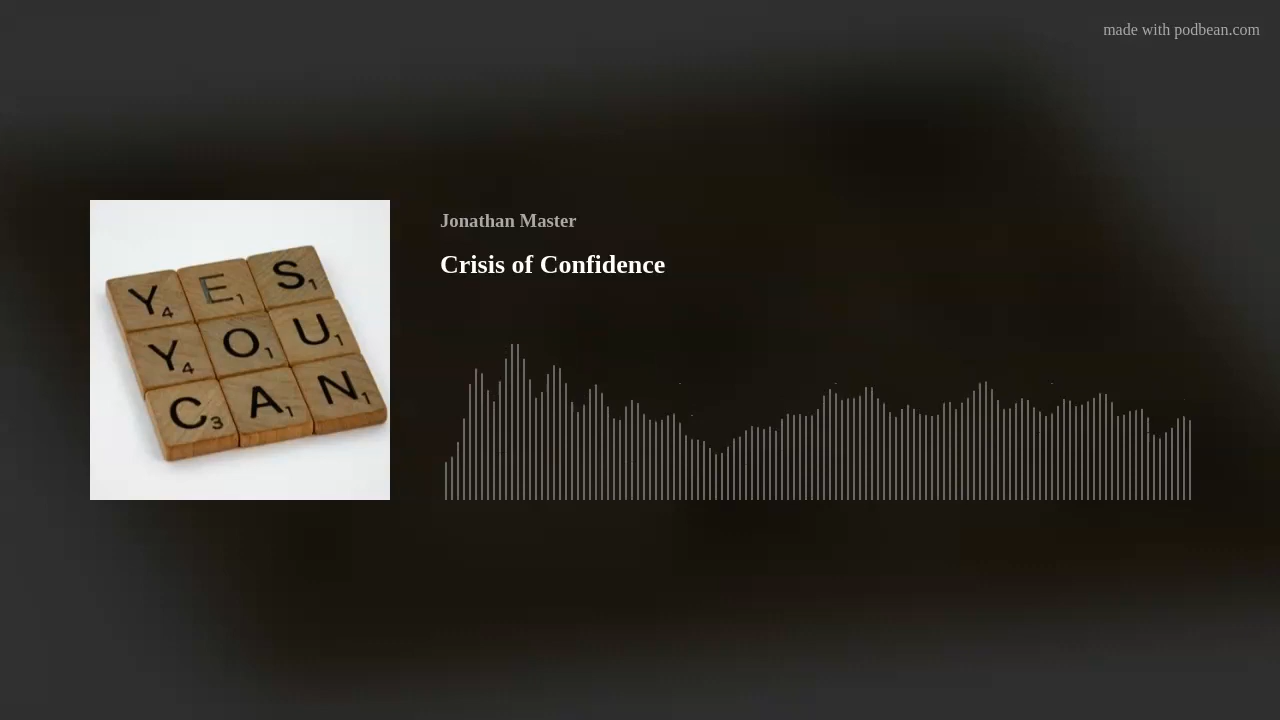 made with podbean.com
Jonathan Master
Crisis of Confidence
Y4 E1 S1
Y4 O1 U1
C3 A1 N1